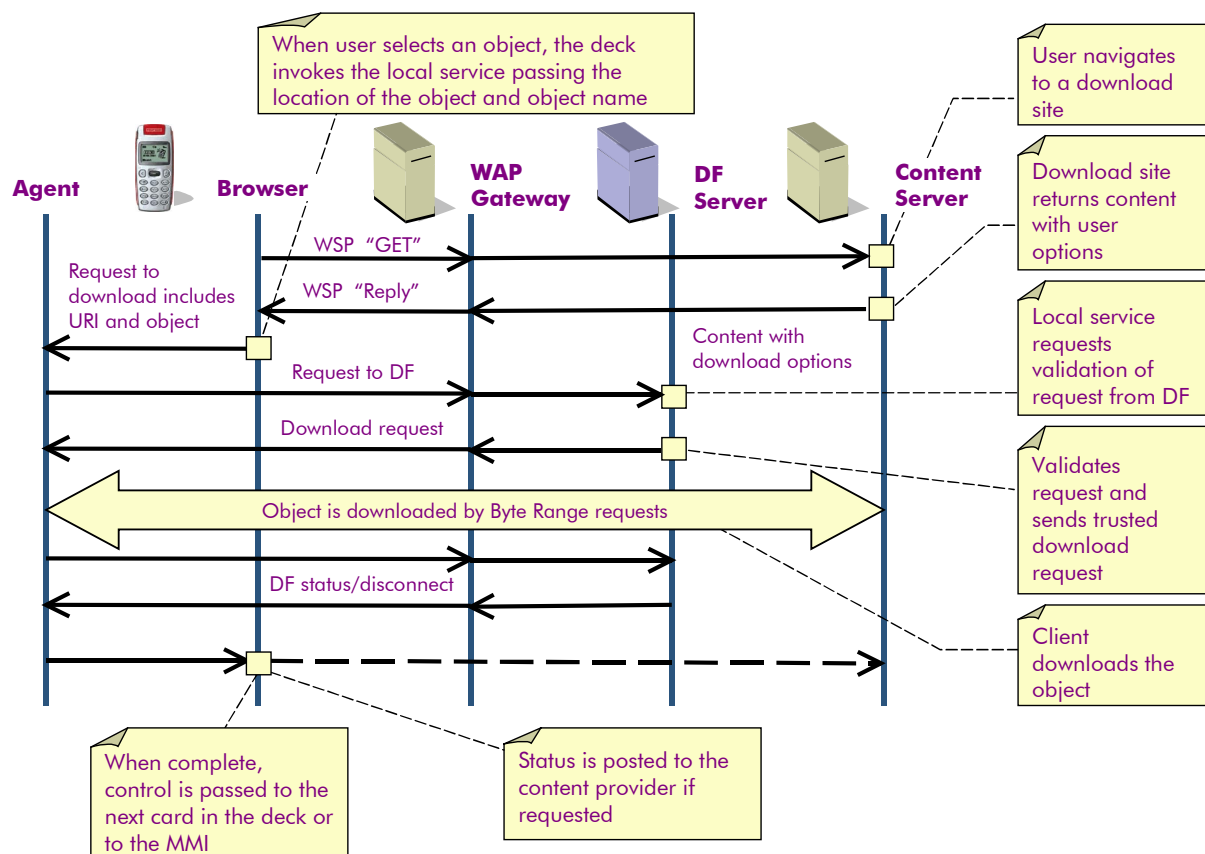 When user selects an object, the deck
invokes the local service passing the
location of the object and object name
User navigates
to a download
site
Agent
Browser
WAP
Gateway
DF
Server
Content
Server
Download site
returns content
with user
options
WSP “GET”
Request to
download includes
URI and object
WSP “Reply”
Content with
download options
Local service
requests
validation of
request from DF
Request to DF
Download request
Validates
request and
sends trusted
download
request
Object is downloaded by Byte Range requests
DF status/disconnect
Client
downloads the
object
When complete,
control is passed to the
next card in the deck or
to the MMI
Status is posted to the
content provider if
requested